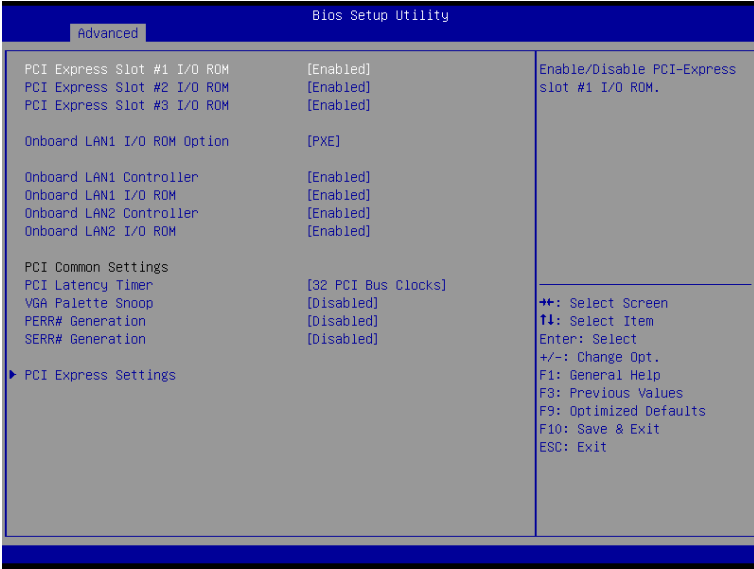 Bios Setup Utility
Advanced
PCI Express Slot #1 I/O ROM [Enabled]
PCI Express Slot #2 I/O ROM [Enabled]
PCI Express Slot #3 I/O ROM [Enabled]
Onboard LAN1 I/O ROM Option [PXE]
Onboard LAN1 Controller [Enabled]
Onboard LAN1 I/O ROM [Enabled]
Onboard LAN2 Controller [Enabled]
Onboard LAN2 I/O ROM [Enabled]
PCI Common Settings
PCI Latency Timer [32 PCI Bus Clocks]
VGA Palette Snoop [Disabled]
PERR# Generation [Disabled]
SERR# Generation [Disabled]
PCI Express Settings
Enable/Disable PCI-Express
slot #1 I/O ROM.
→←: Select Screen
↑↓: Select Item
Enter: Select
+/-: Change Opt.
F1: General Help
F3: Previous Values
F9: Optimized Defaults
F10: Save & Exit
ESC: Exit